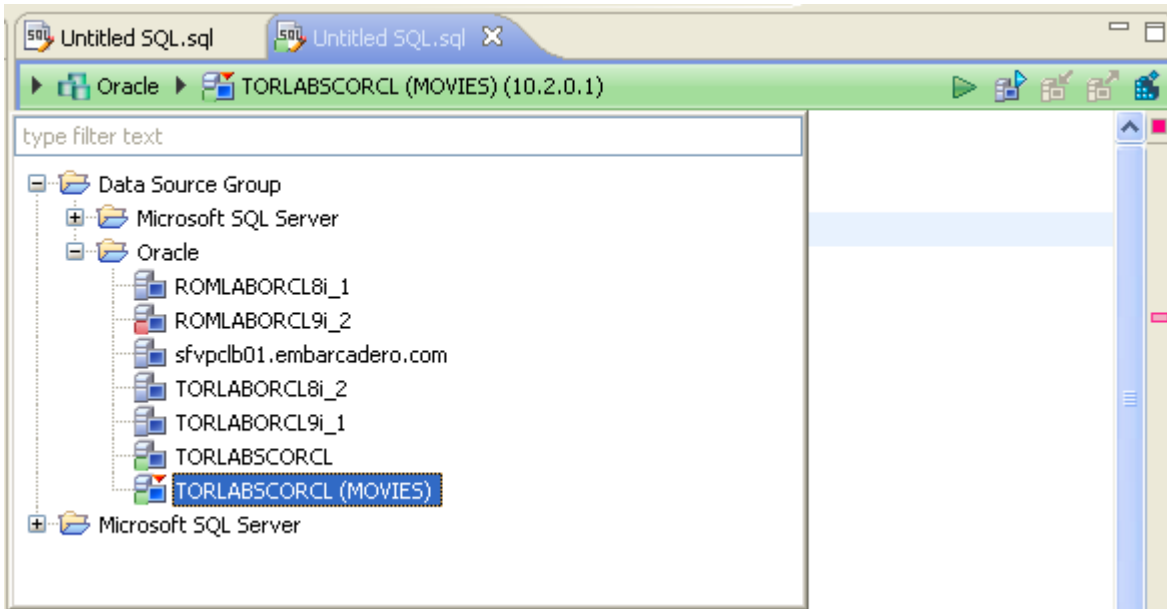 Untitled SQL.sql Untitled SQL.sql
Oracle TORLABSCORCL (MOVIES) (10.2.0.1)
type filter text
Data Source Group
Microsoft SQL Server
Oracle
ROMLABORCL8i_1
ROMLABORCL9i_2
sfvpclb01.embarcadero.com
TORLABORCL8i_2
TORLABORCL9i_1
TORLABSCORCL
TORLABSCORCL (MOVIES)
Microsoft SQL Server